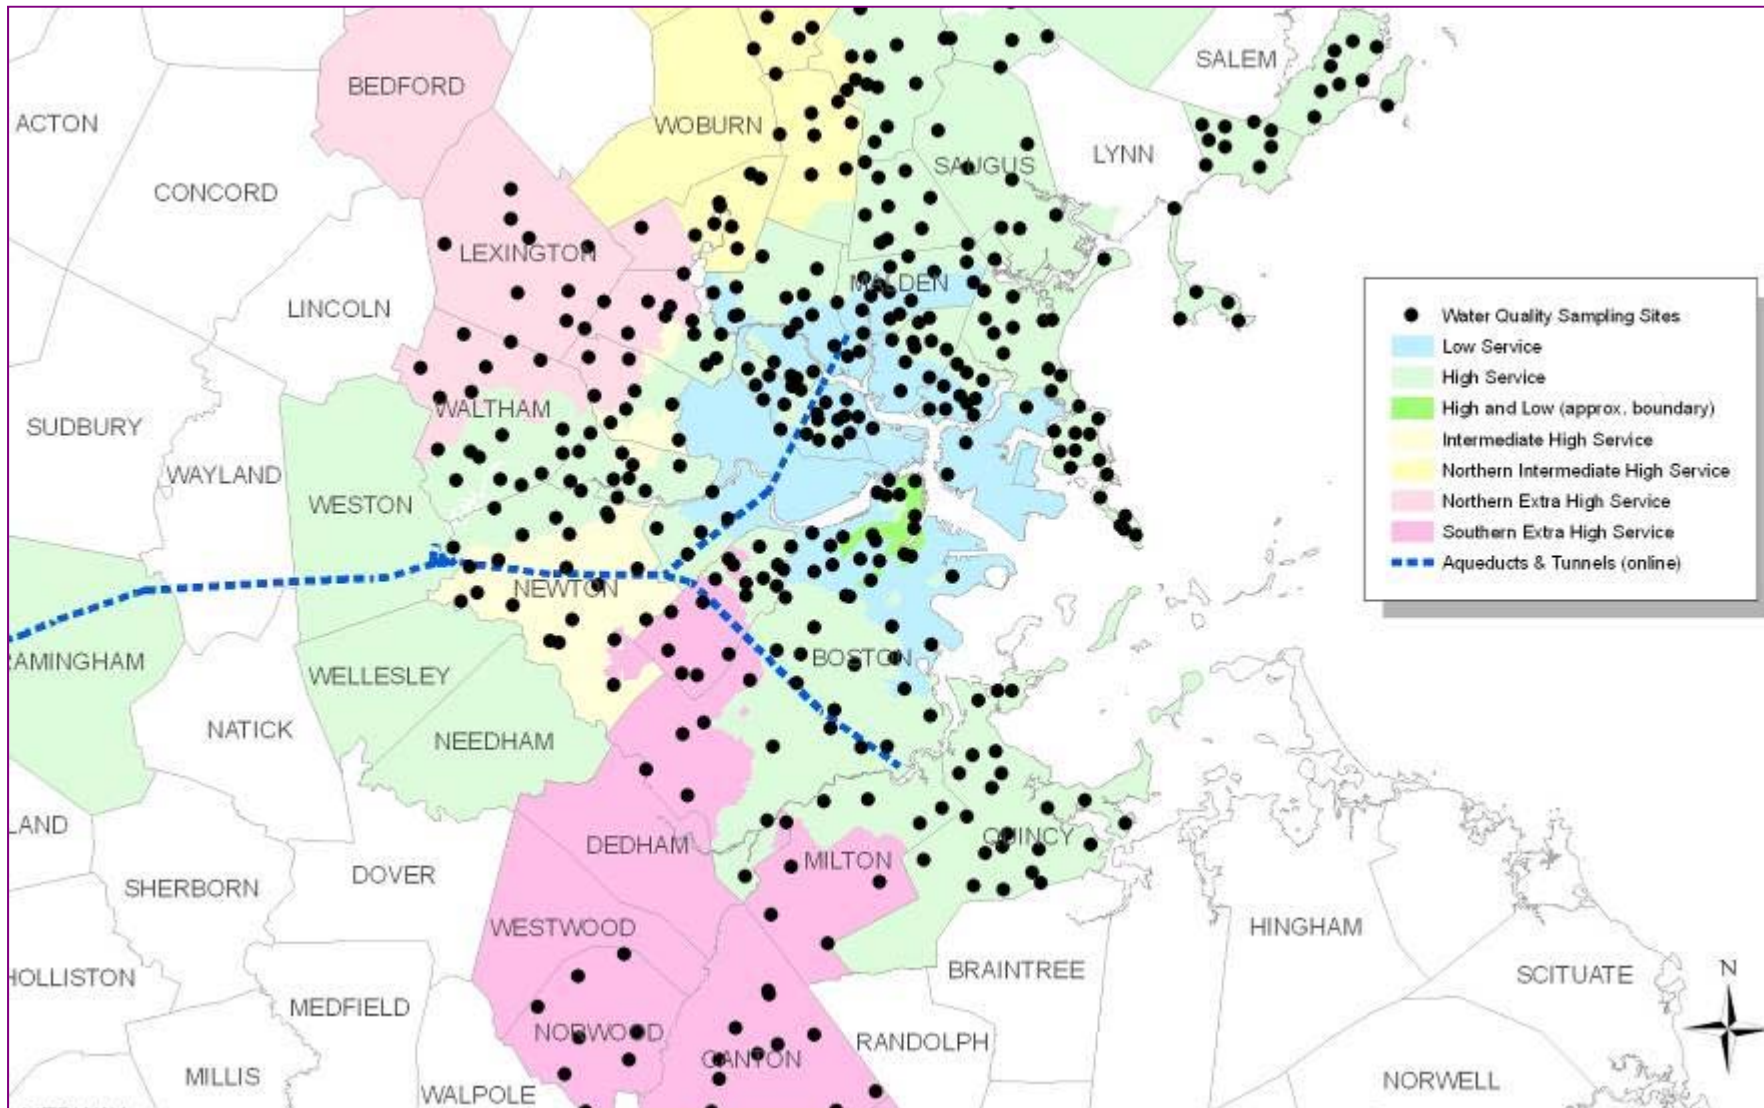 BEDFORD
SALEM
ACTON
WOBURN
LYNN
SAUGUS
CONCORD
LEXINGTON
MALDEN
LINCOLN
Water Quality Sampling Sites
Low Service
High Service
High and Low (approx. boundary)
Intermediate High Service
Northern Intermediate High Service
Northern Extra High Service
Southern Extra High Service
Aqueducts & Tunnels (online)
WALTHAM
SUDBURY
WAYLAND
WESTON
NEWTON
RAMINGHAM
BOSTON
WELLESLEY
NATICK
NEEDHAM
LAND
QUINCY
DEDHAM
MILTON
DOVER
SHERBORN
WESTWOOD
HINGHAM
BRAINTREE
HOLLISTON
SCITUATE
N
MEDFIELD
NORWOOD
RANDOLPH
CANTON
MILLIS
NORWELL
WALPOLE